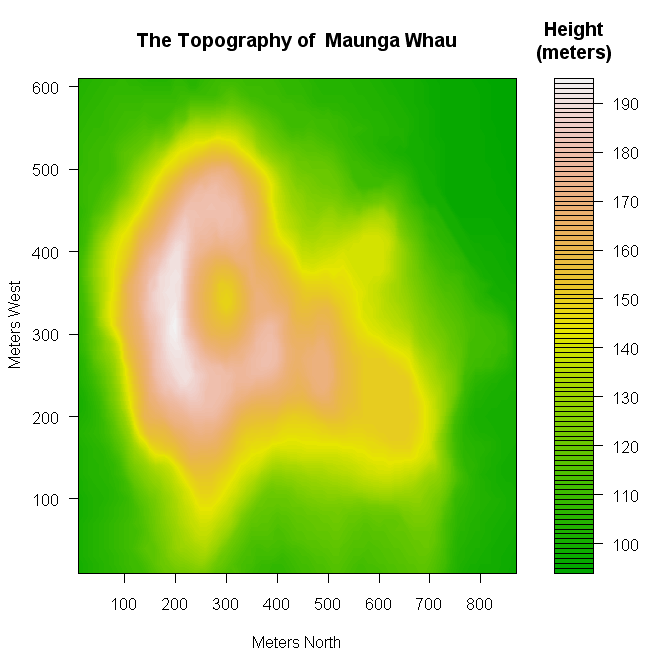 The Topography of  Maunga Whau
Height
(meters)
600
500
400
300
200
100
Meters West
100 200 300 400 500 600 700 800
Meters North
190
180
170
160
150
140
130
120
110
100